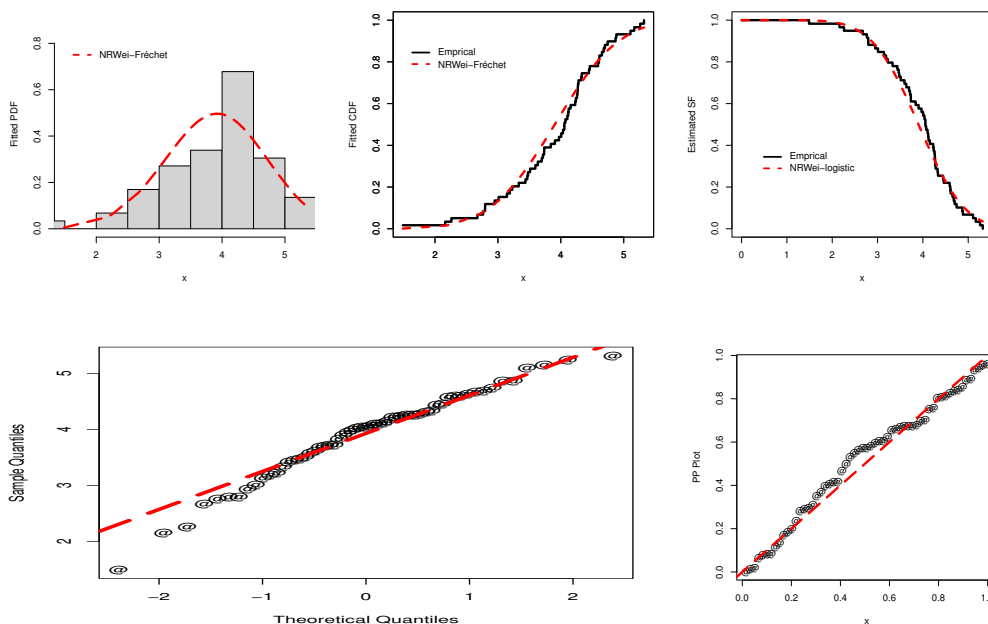 Fitted PDF
0.0 0.2 0.4 0.6 0.8
NRWei−Fréchet
2 3 4 5
x
Fitted CDF
0.0 0.2 0.4 0.6 0.8 1.0
Emprical
NRWei−Fréchet
2 3 4 5
x
Estimated SF
0.0 0.2 0.4 0.6 0.8 1.0
Emprical
NRWei−logistic
0 1 2 3 4 5
x
Sample Quantiles
2 3 4 5
−2 −1 0 1 2
Theoretical Quantiles
PP Plot
0.0 0.2 0.4 0.6 0.8 1.0
0.0 0.2 0.4 0.6 0.8 1.0
x